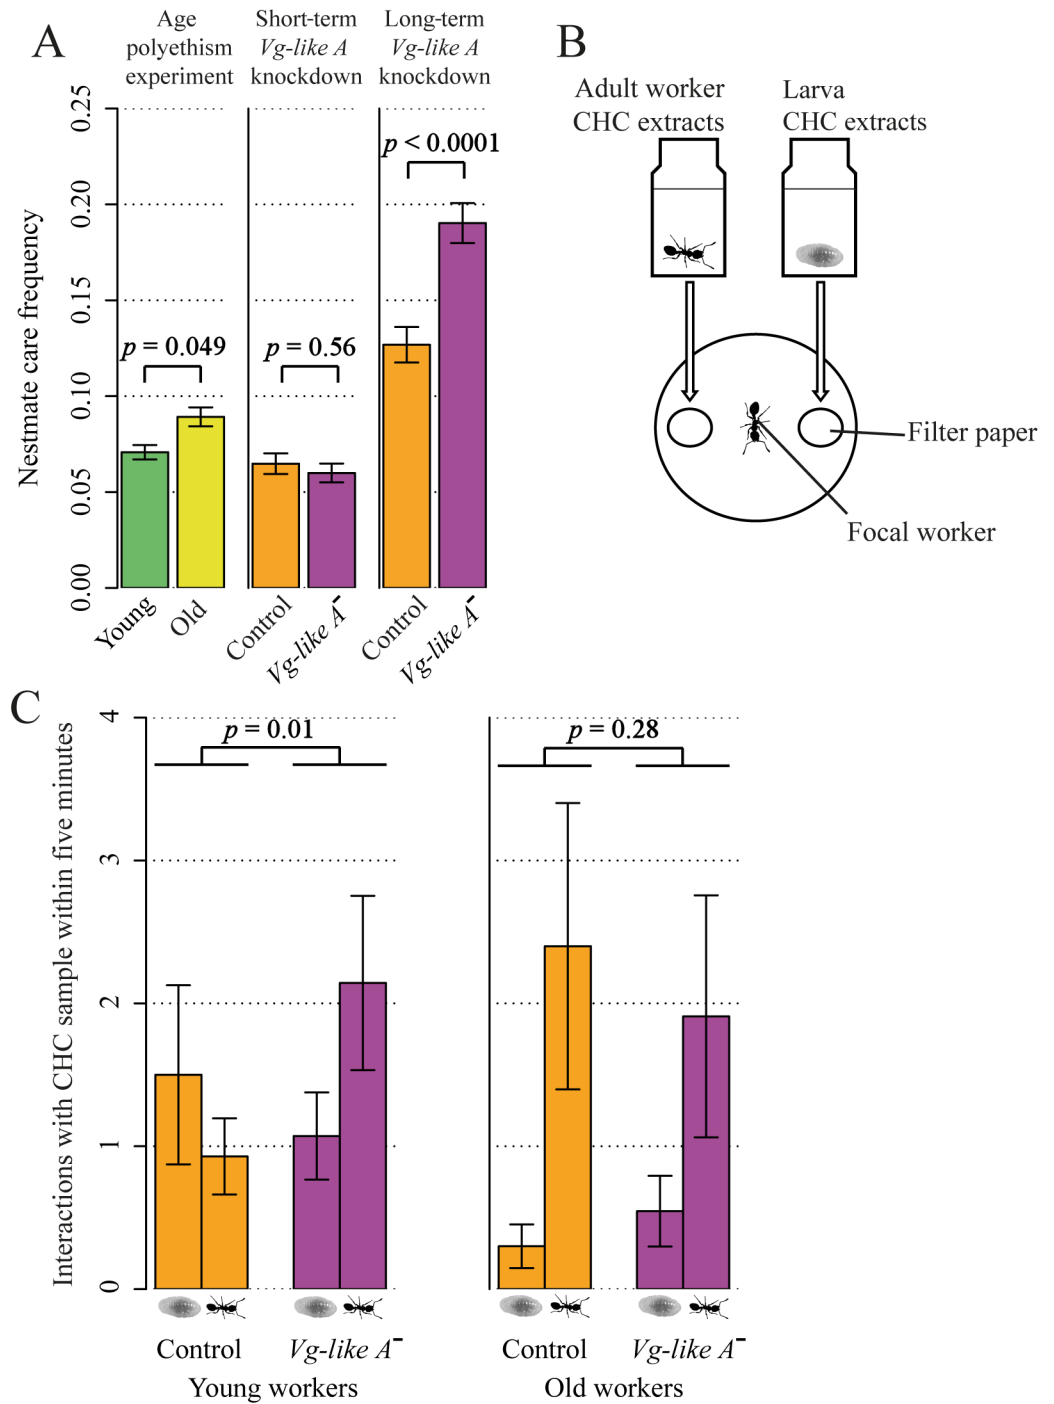 A
Age
polyethism
experiment
Short-term
Vg-like A
knockdown
Long-term
Vg-like A
knockdown
Nestmate care frequency
0.25
0.20
0.15
0.10
0.05
0.00
p = 0.049
p = 0.56
p < 0.0001
Young
Old
Control
Vg-like A-
Control
Vg-like A-
B
Adult worker
CHC extracts
Larva
CHC extracts
Filter paper
Focal worker
C
Interactions with CHC sample within five minutes
4
3
2
1
0
p = 0.01
p = 0.28
Control
Vg-like A-
Control
Vg-like A-
Young workers
Old workers